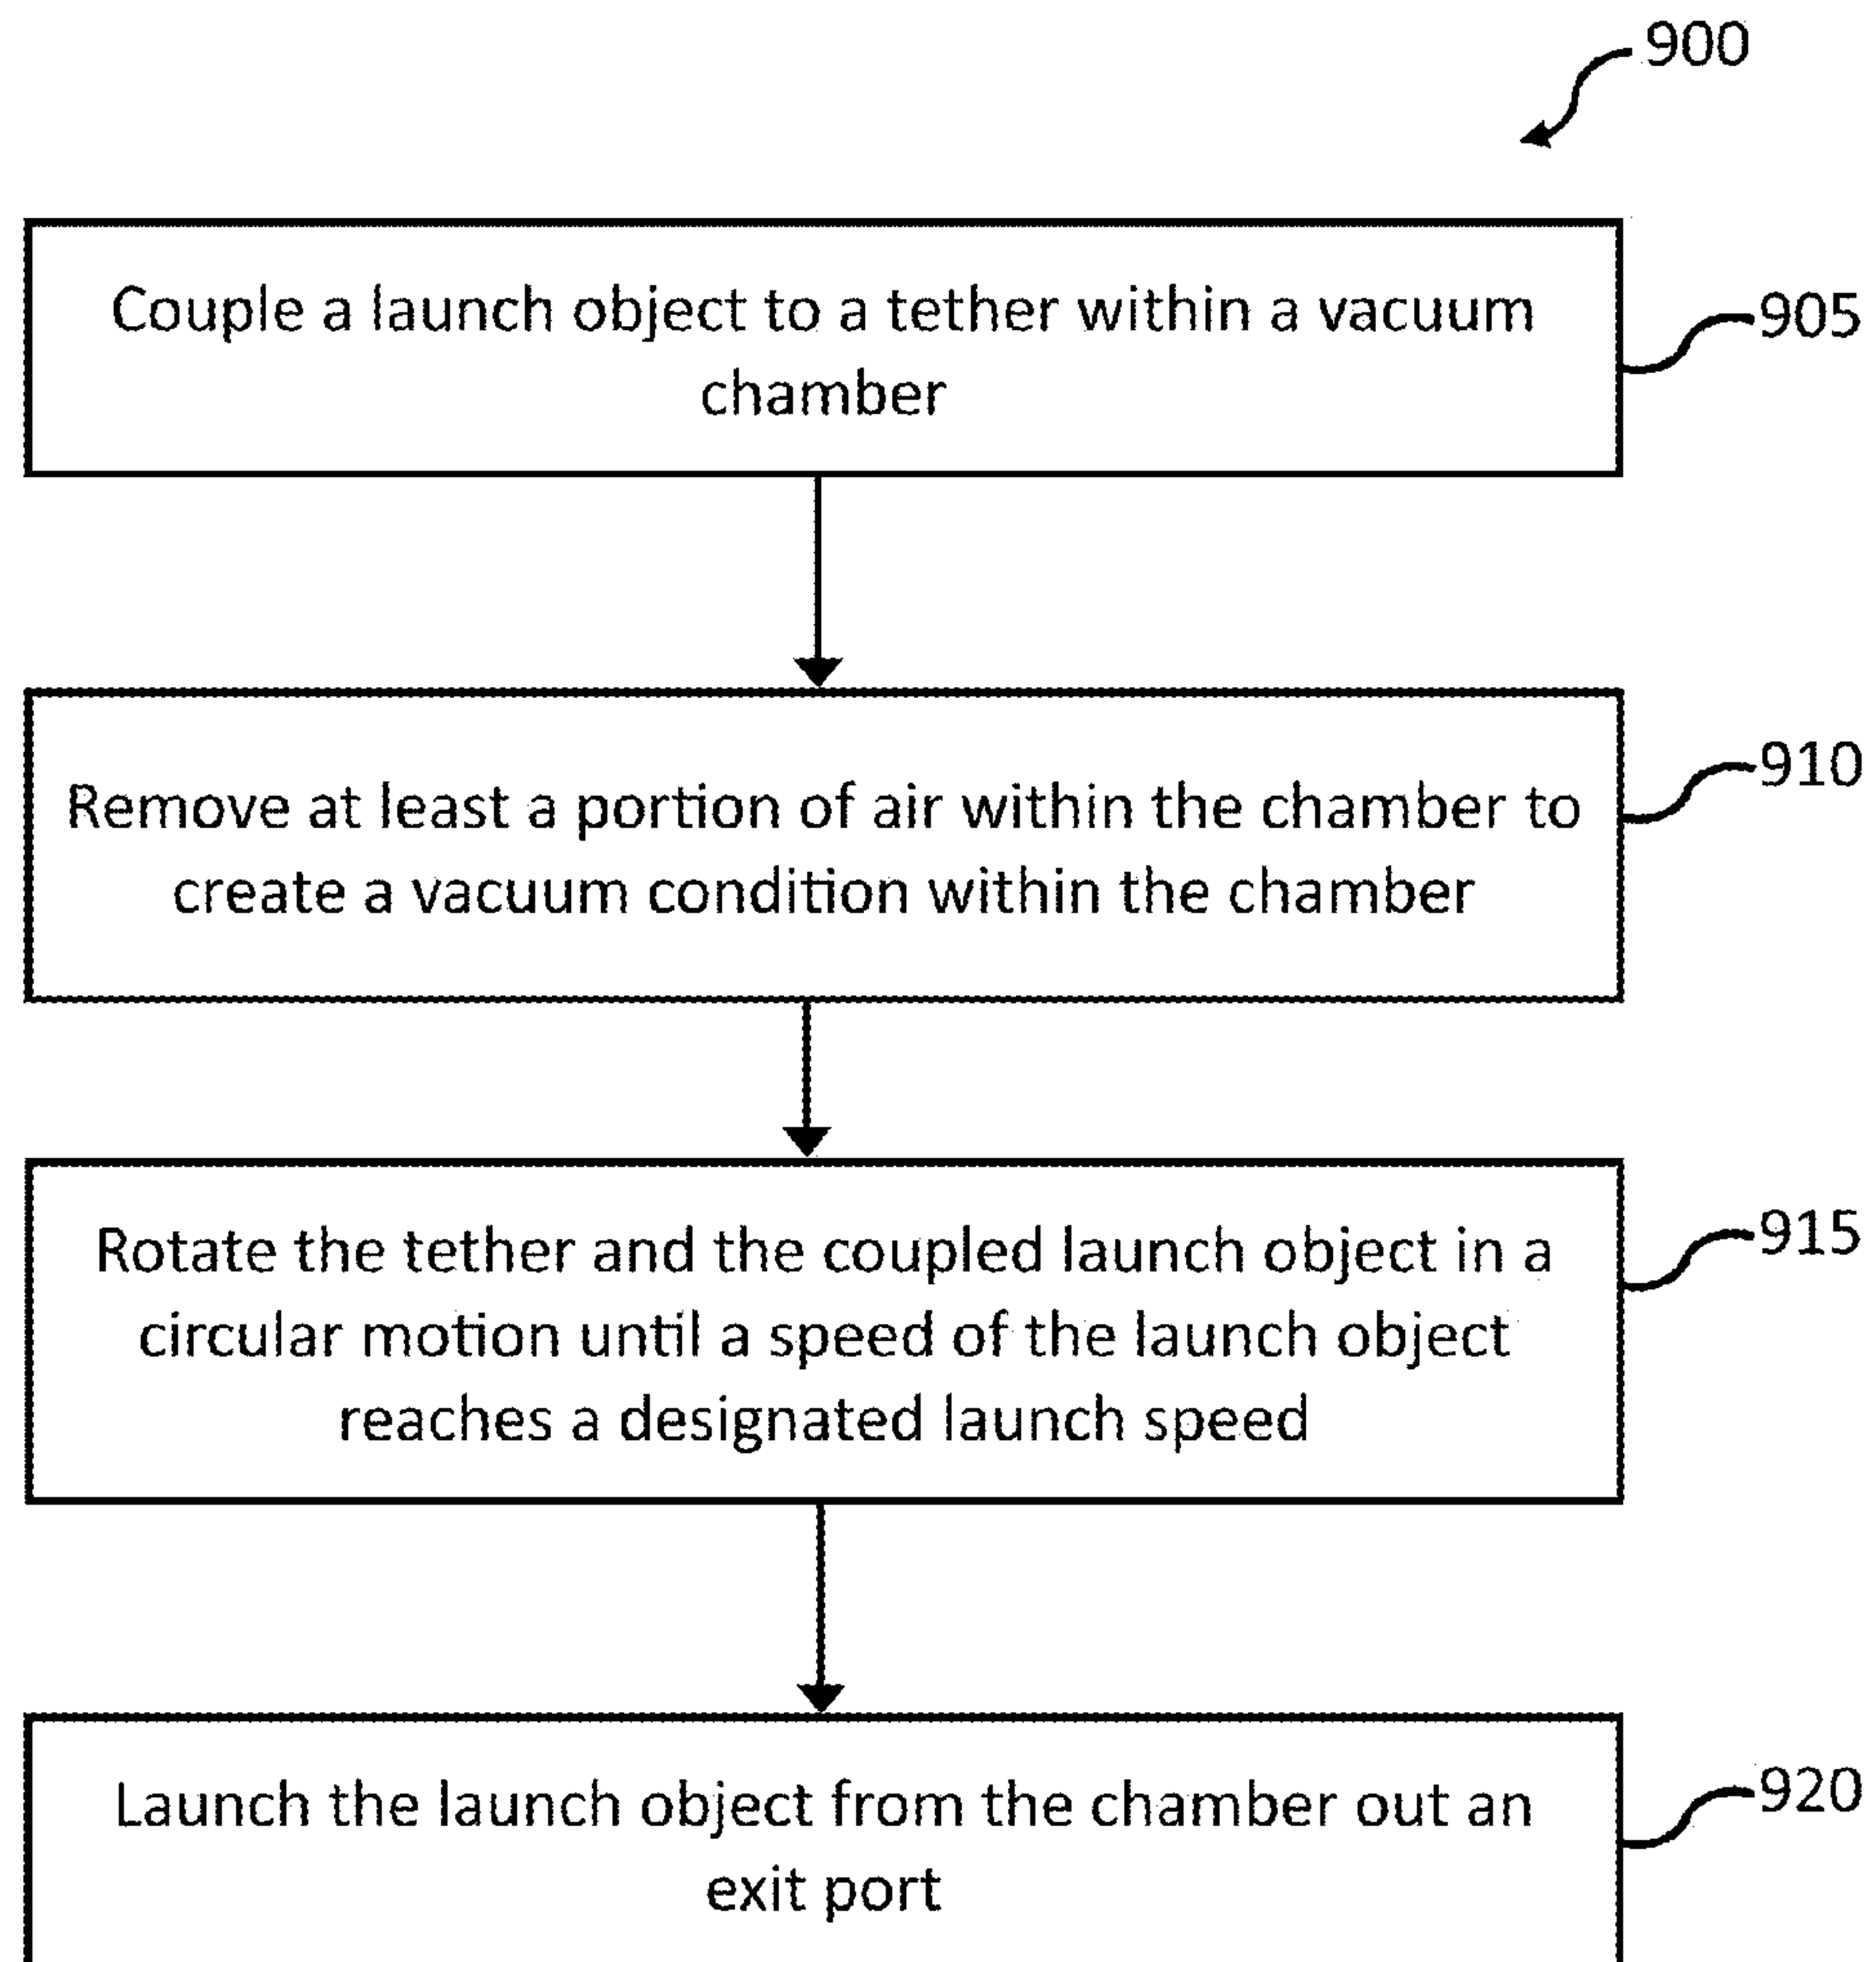 900
Couple a launch object to a tether within a vacuum
chamber
905
Remove at least a portion of air within the chamber to
create a vacuum condition within the chamber
910
Rotate the tether and the coupled launch object in a
circular motion until a speed of the launch object
reaches a designated launch speed
915
Launch the launch object from the chamber out an
exit port
920